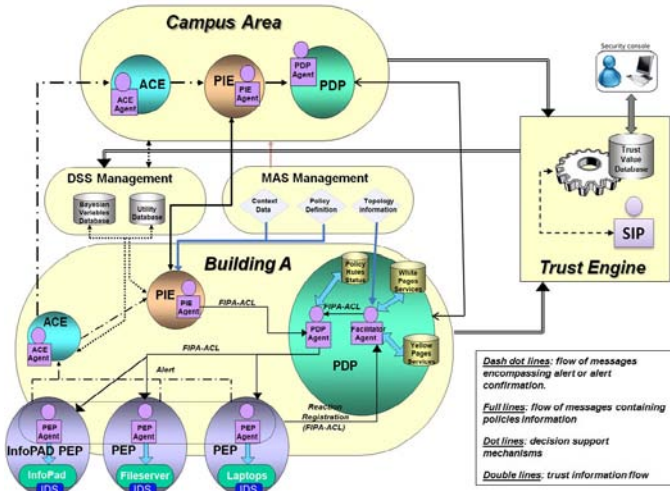 Campus Area
ACE
ACE
Agent
PIE
PIE
Agent
PDP
Agent
PDP
Security console
Trust
Value
Database
SIP
Trust Engine
DSS Management
Bayesian
Variables
Database
Utility
Database
MAS Management
Context
Data
Policy
Definition
Topology
information
Building A
PIE
PIE
Agent
FIPA-ACL
ACE
ACE
Agent
Policy
Rules
Status
White
Pages
Services
FIPA-ACL
PDP
Agent
Facilitator
Agent
PDP
Yellow
Pages
Services
FIPA-ACL
Alert
Reaction
Registration
(FIPA-ACL)
PEP
Agent
InfoPAD PEP
InfoPad
IDS
PEP
Agent
PEP
Fileserver
IDS
PEP
Agent
PEP
Laptops
IDS
Dash dot lines: flow of messages
encompassing alert or alert
confirmation.
Full lines: flow of messages containing
policies information
Dot lines: decision support
mechanisms
Double lines: trust information flow